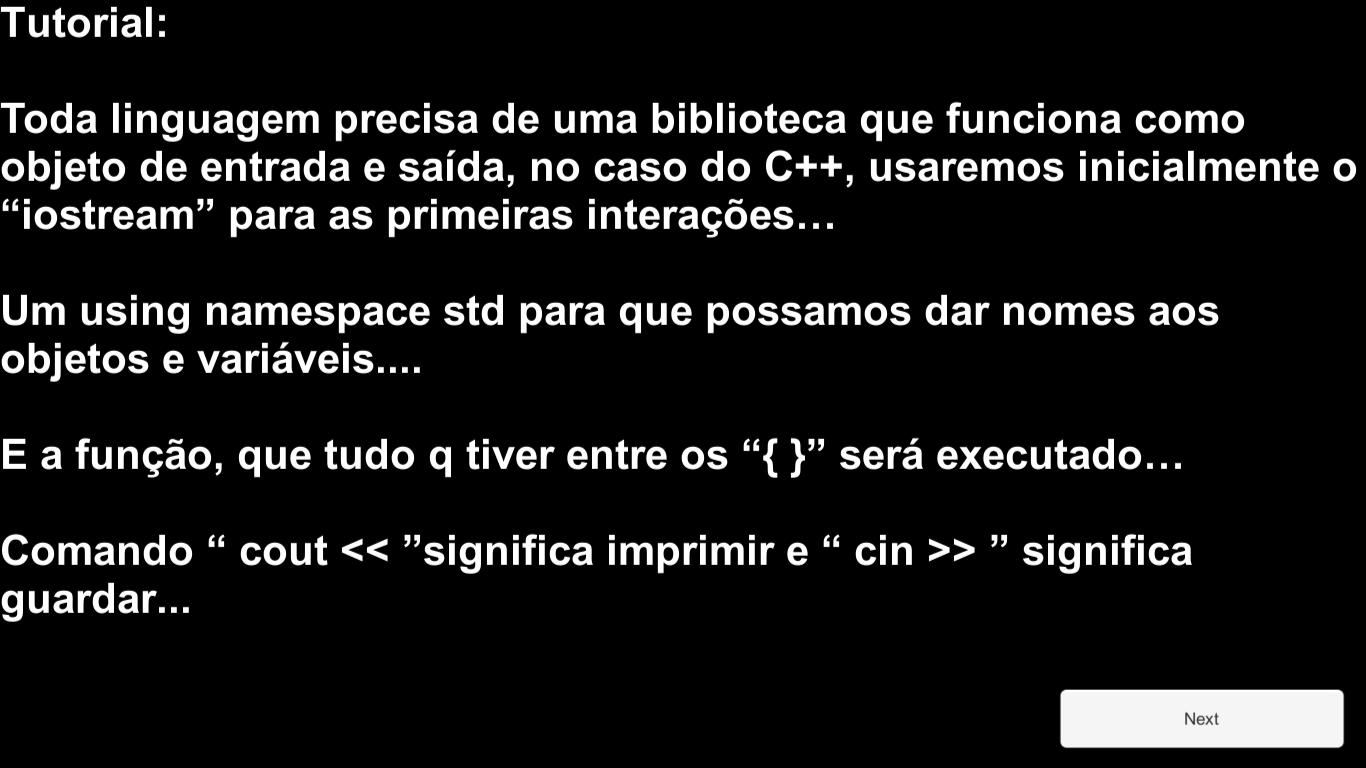 Tutorial:
Toda linguagem precisa de uma biblioteca que funciona como
objeto de entrada e saída, no caso do C++, usaremos inicialmente o
“iostream” para as primeiras interações…
Um using namespace std para que possamos dar nomes aos
objetos e variáveis....
E a função, que tudo q tiver entre os “{ }” será executado…
Comando “ cout << ”significa imprimir e “ cin >> ” significa
guardar...
Next